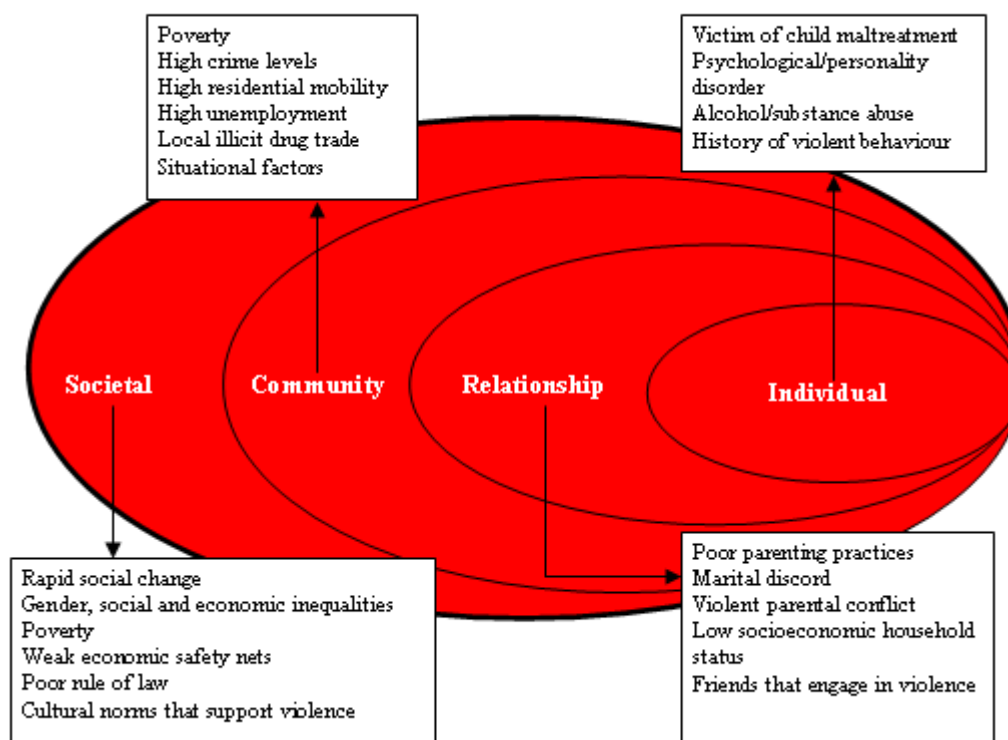 Poverty
High crime levels
High residential mobility
High unemployment
Local illicit drug trade
Situational factors
Victim of child maltreatment
Psychological/personality
disorder
Alcohol/substance abuse
History of violent behaviour
Societal
Community
Relationship
Individual
Rapid social change
Gender, social and economic inequalities
Poverty
Weak economic safety nets
Poor rule of law
Cultural norms that support violence
Poor parenting practices
Marital discord
Violent parental conflict
Low socioeconomic household
status
Friends that engage in violence